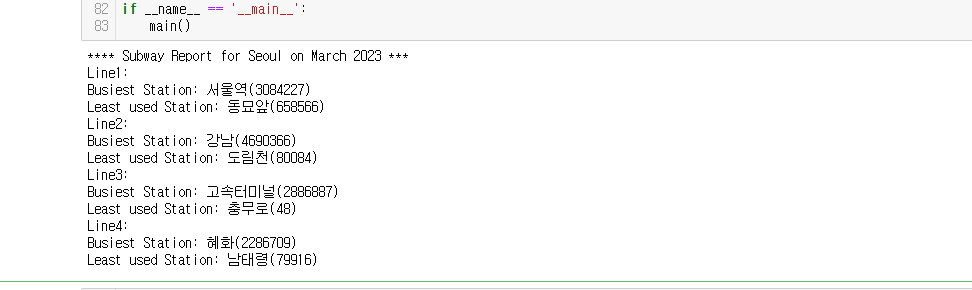 82 if __name__ == '__main__':
83     main()
**** Subway Report for Seoul on March 2023 ***
Line1:
Busiest Station: 서울역(3084227)
Least used Station: 동묘앞(658566)
Line2:
Busiest Station: 강남(4690366)
Least used Station: 도림천(80084)
Line3:
Busiest Station: 고속터미널(2886887)
Least used Station: 충무로(48)
Line4:
Busiest Station: 혜화(2286709)
Least used Station: 남태령(79916)